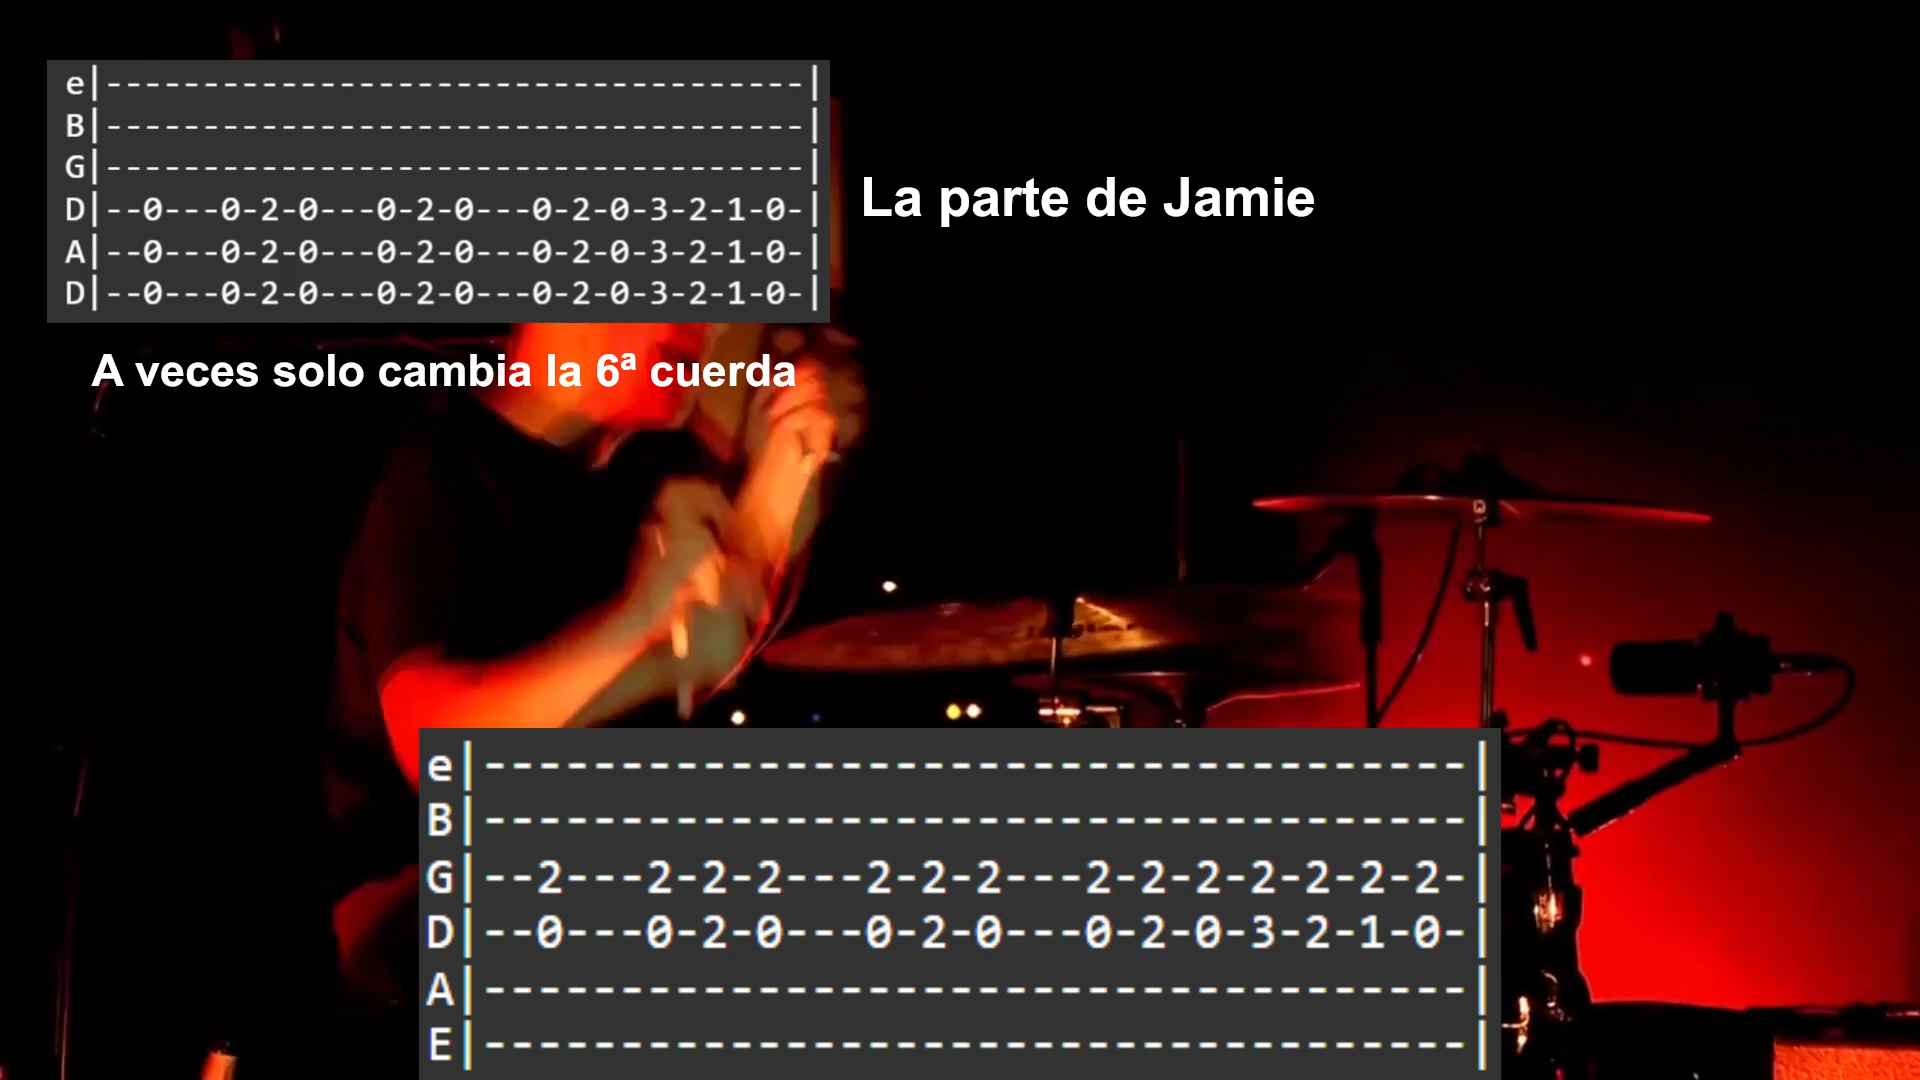 e|------------------------------------|
B|------------------------------------|
G|------------------------------------|
D|--0---0-2-0---0-2-0---0-2-0-3-2-1-0-|
A|--0---0-2-0---0-2-0---0-2-0-3-2-1-0-|
D|--0---0-2-0---0-2-0---0-2-0-3-2-1-0-|
La parte de Jamie
A veces solo cambia la 6ª cuerda
e|------------------------------------|
B|------------------------------------|
G|--2---2-2-2---2-2-2---2-2-2-2-2-2-2-|
D|--0---0-2-0---0-2-0---0-2-0-3-2-1-0-|
A|------------------------------------|
E|------------------------------------|